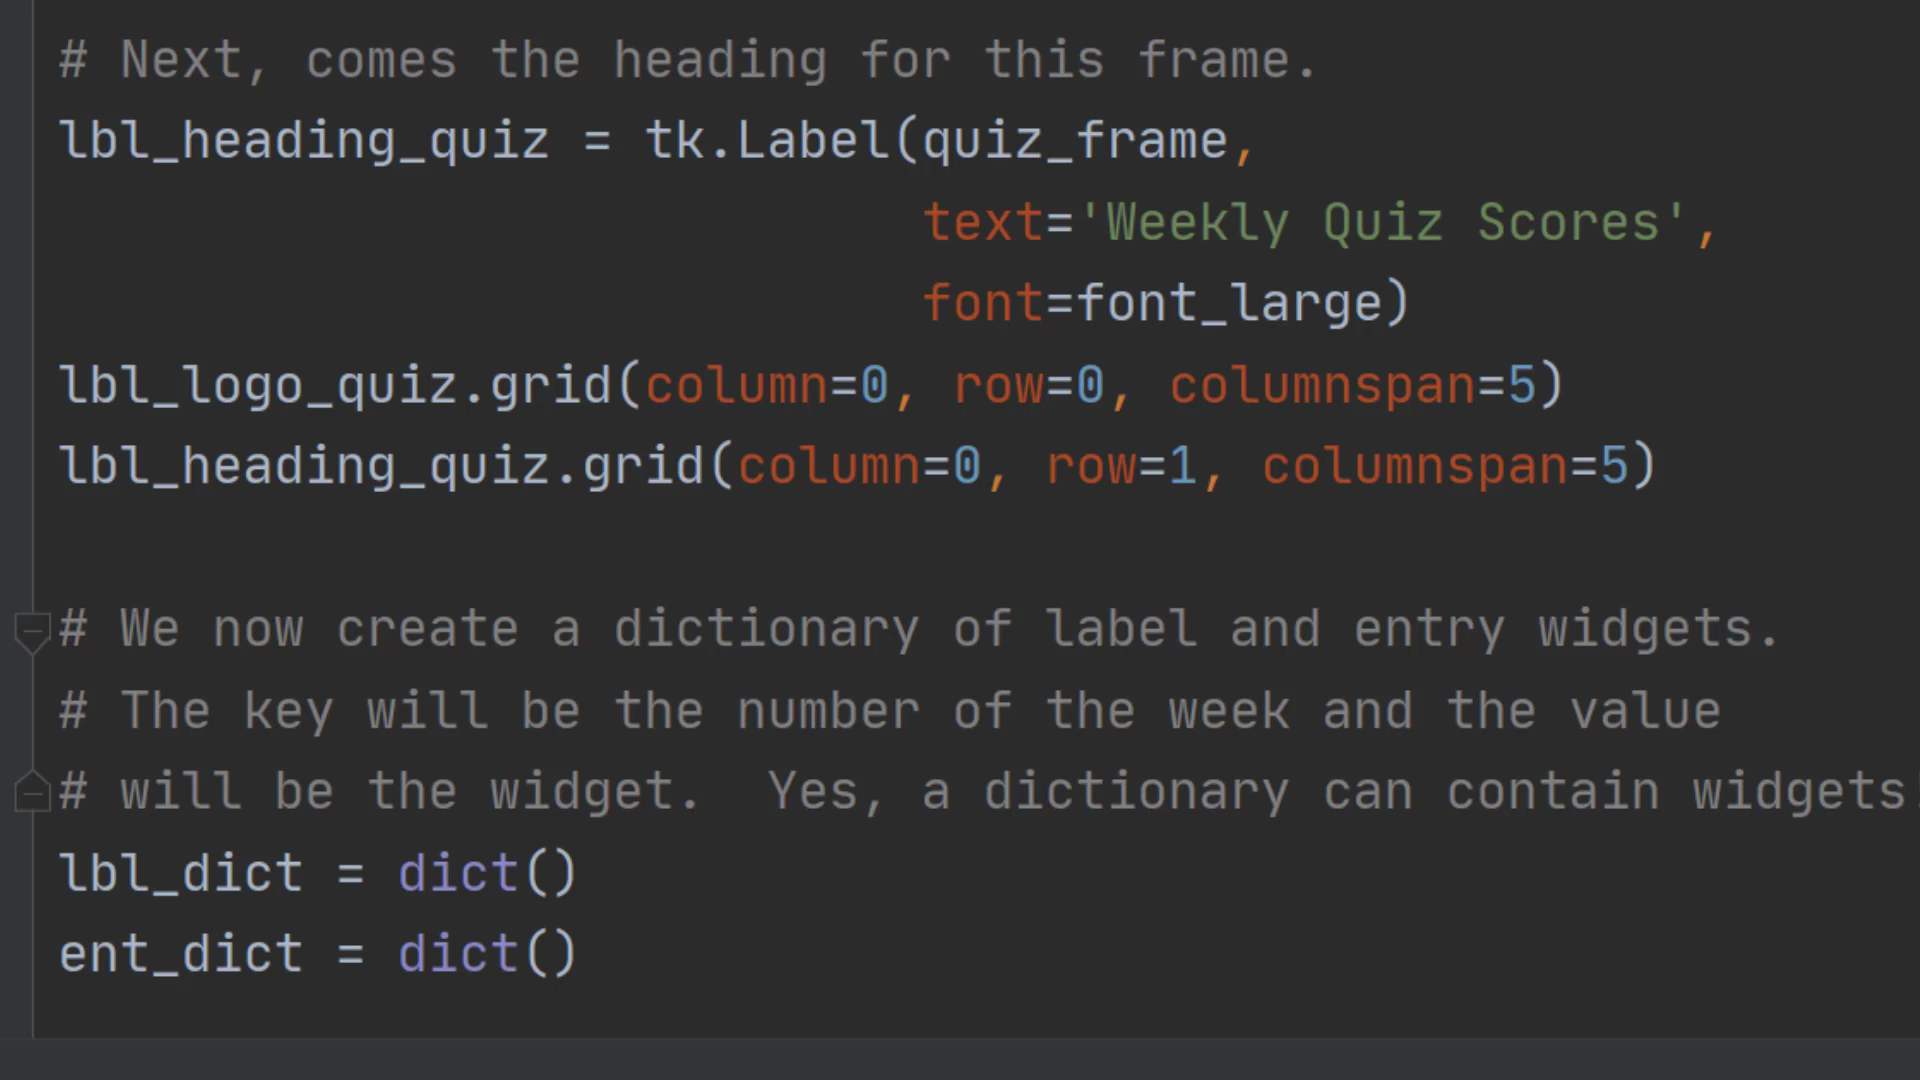 # Next, comes the heading for this frame.
lbl_heading_quiz = tk.Label(quiz_frame,
text='Weekly Quiz Scores',
font=font_large)
lbl_logo_quiz.grid(column=0, row=0, columnspan=5)
lbl_heading_quiz.grid(column=0, row=1, columnspan=5)
# We now create a dictionary of label and entry widgets.
# The key will be the number of the week and the value
# will be the widget.  Yes, a dictionary can contain widgets.
lbl_dict = dict()
ent_dict = dict()